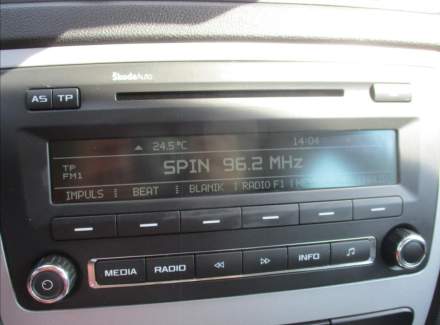 ŠkodaAuto
AS TP
24.5°C 14:04
TP
FM1
SPIN 96.2 MHz
IMPULS BEAT BLANIK RADIO F1
MEDIA RADIO INFO